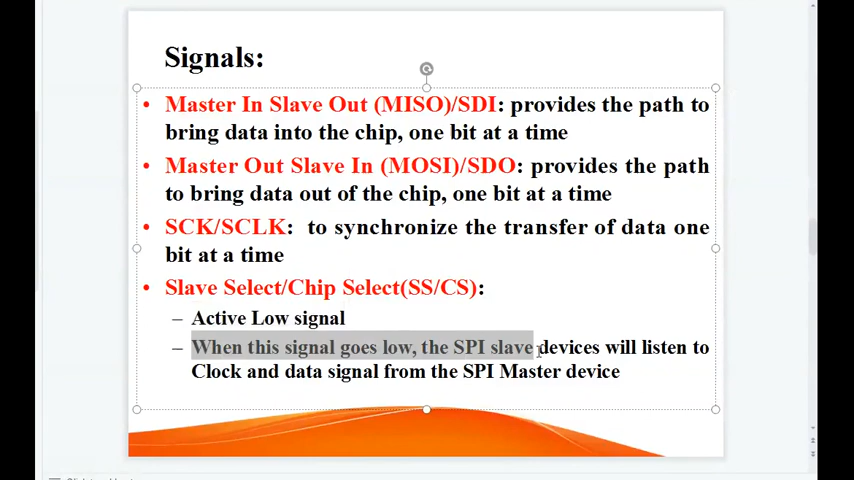 Signals:
• Master In Slave Out (MISO)/SDI: provides the path to
bring data into the chip, one bit at a time
• Master Out Slave In (MOSI)/SDO: provides the path
to bring data out of the chip, one bit at a time
• SCK/SCLK: to synchronize the transfer of data one
bit at a time
• Slave Select/Chip Select(SS/CS):
– Active Low signal
– When this signal goes low, the SPI slave devices will listen to
Clock and data signal from the SPI Master device